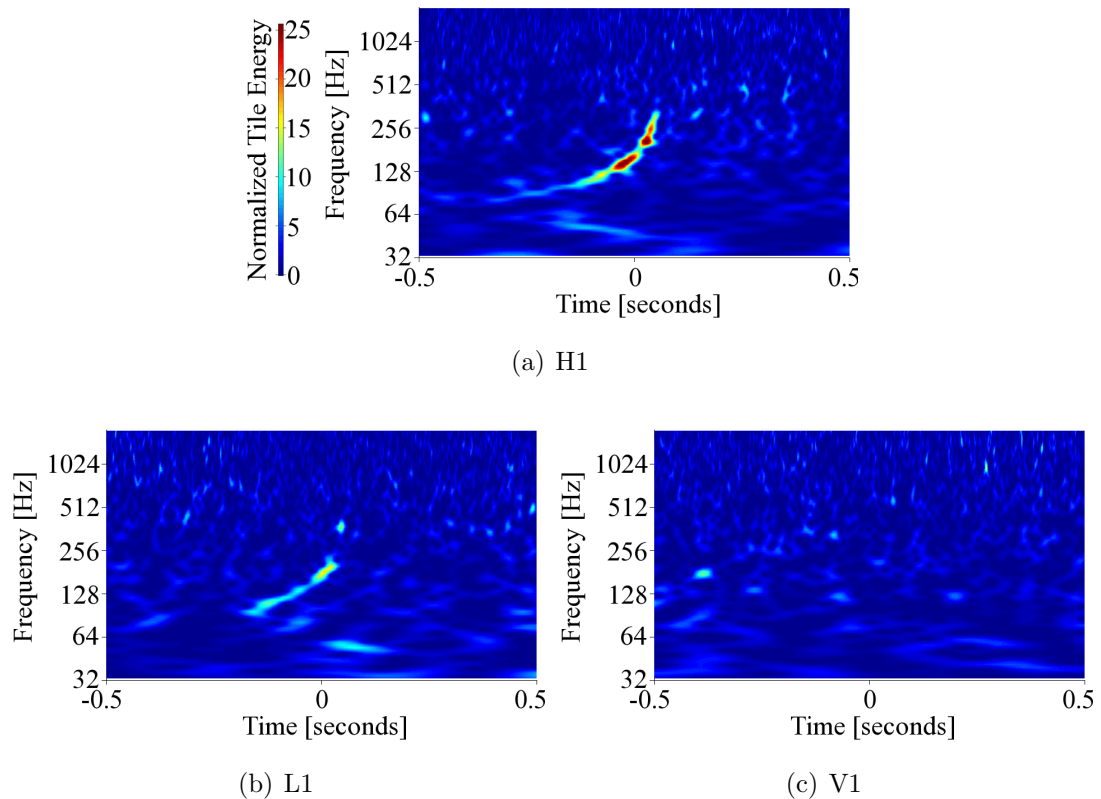 Normalized Tile Energy
25
20
15
10
5
0
Frequency [Hz]
1024
512
256
128
64
32
-0.5 0 0.5
Time [seconds]
(a) H1
Frequency [Hz]
1024
512
256
128
64
32
-0.5 0 0.5
Time [seconds]
(b) L1
Frequency [Hz]
1024
512
256
128
64
32
-0.5 0 0.5
Time [seconds]
(c) V1